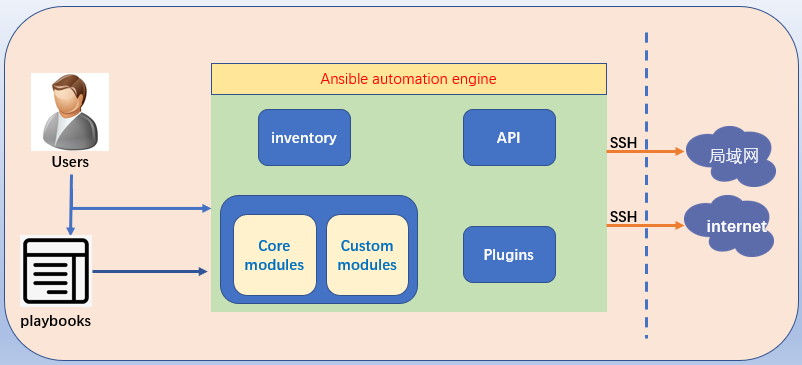 Ansible automation engine
inventory
API
SSH
局域网
Users
SSH
internet
Core
modules
Custom
modules
Plugins
playbooks